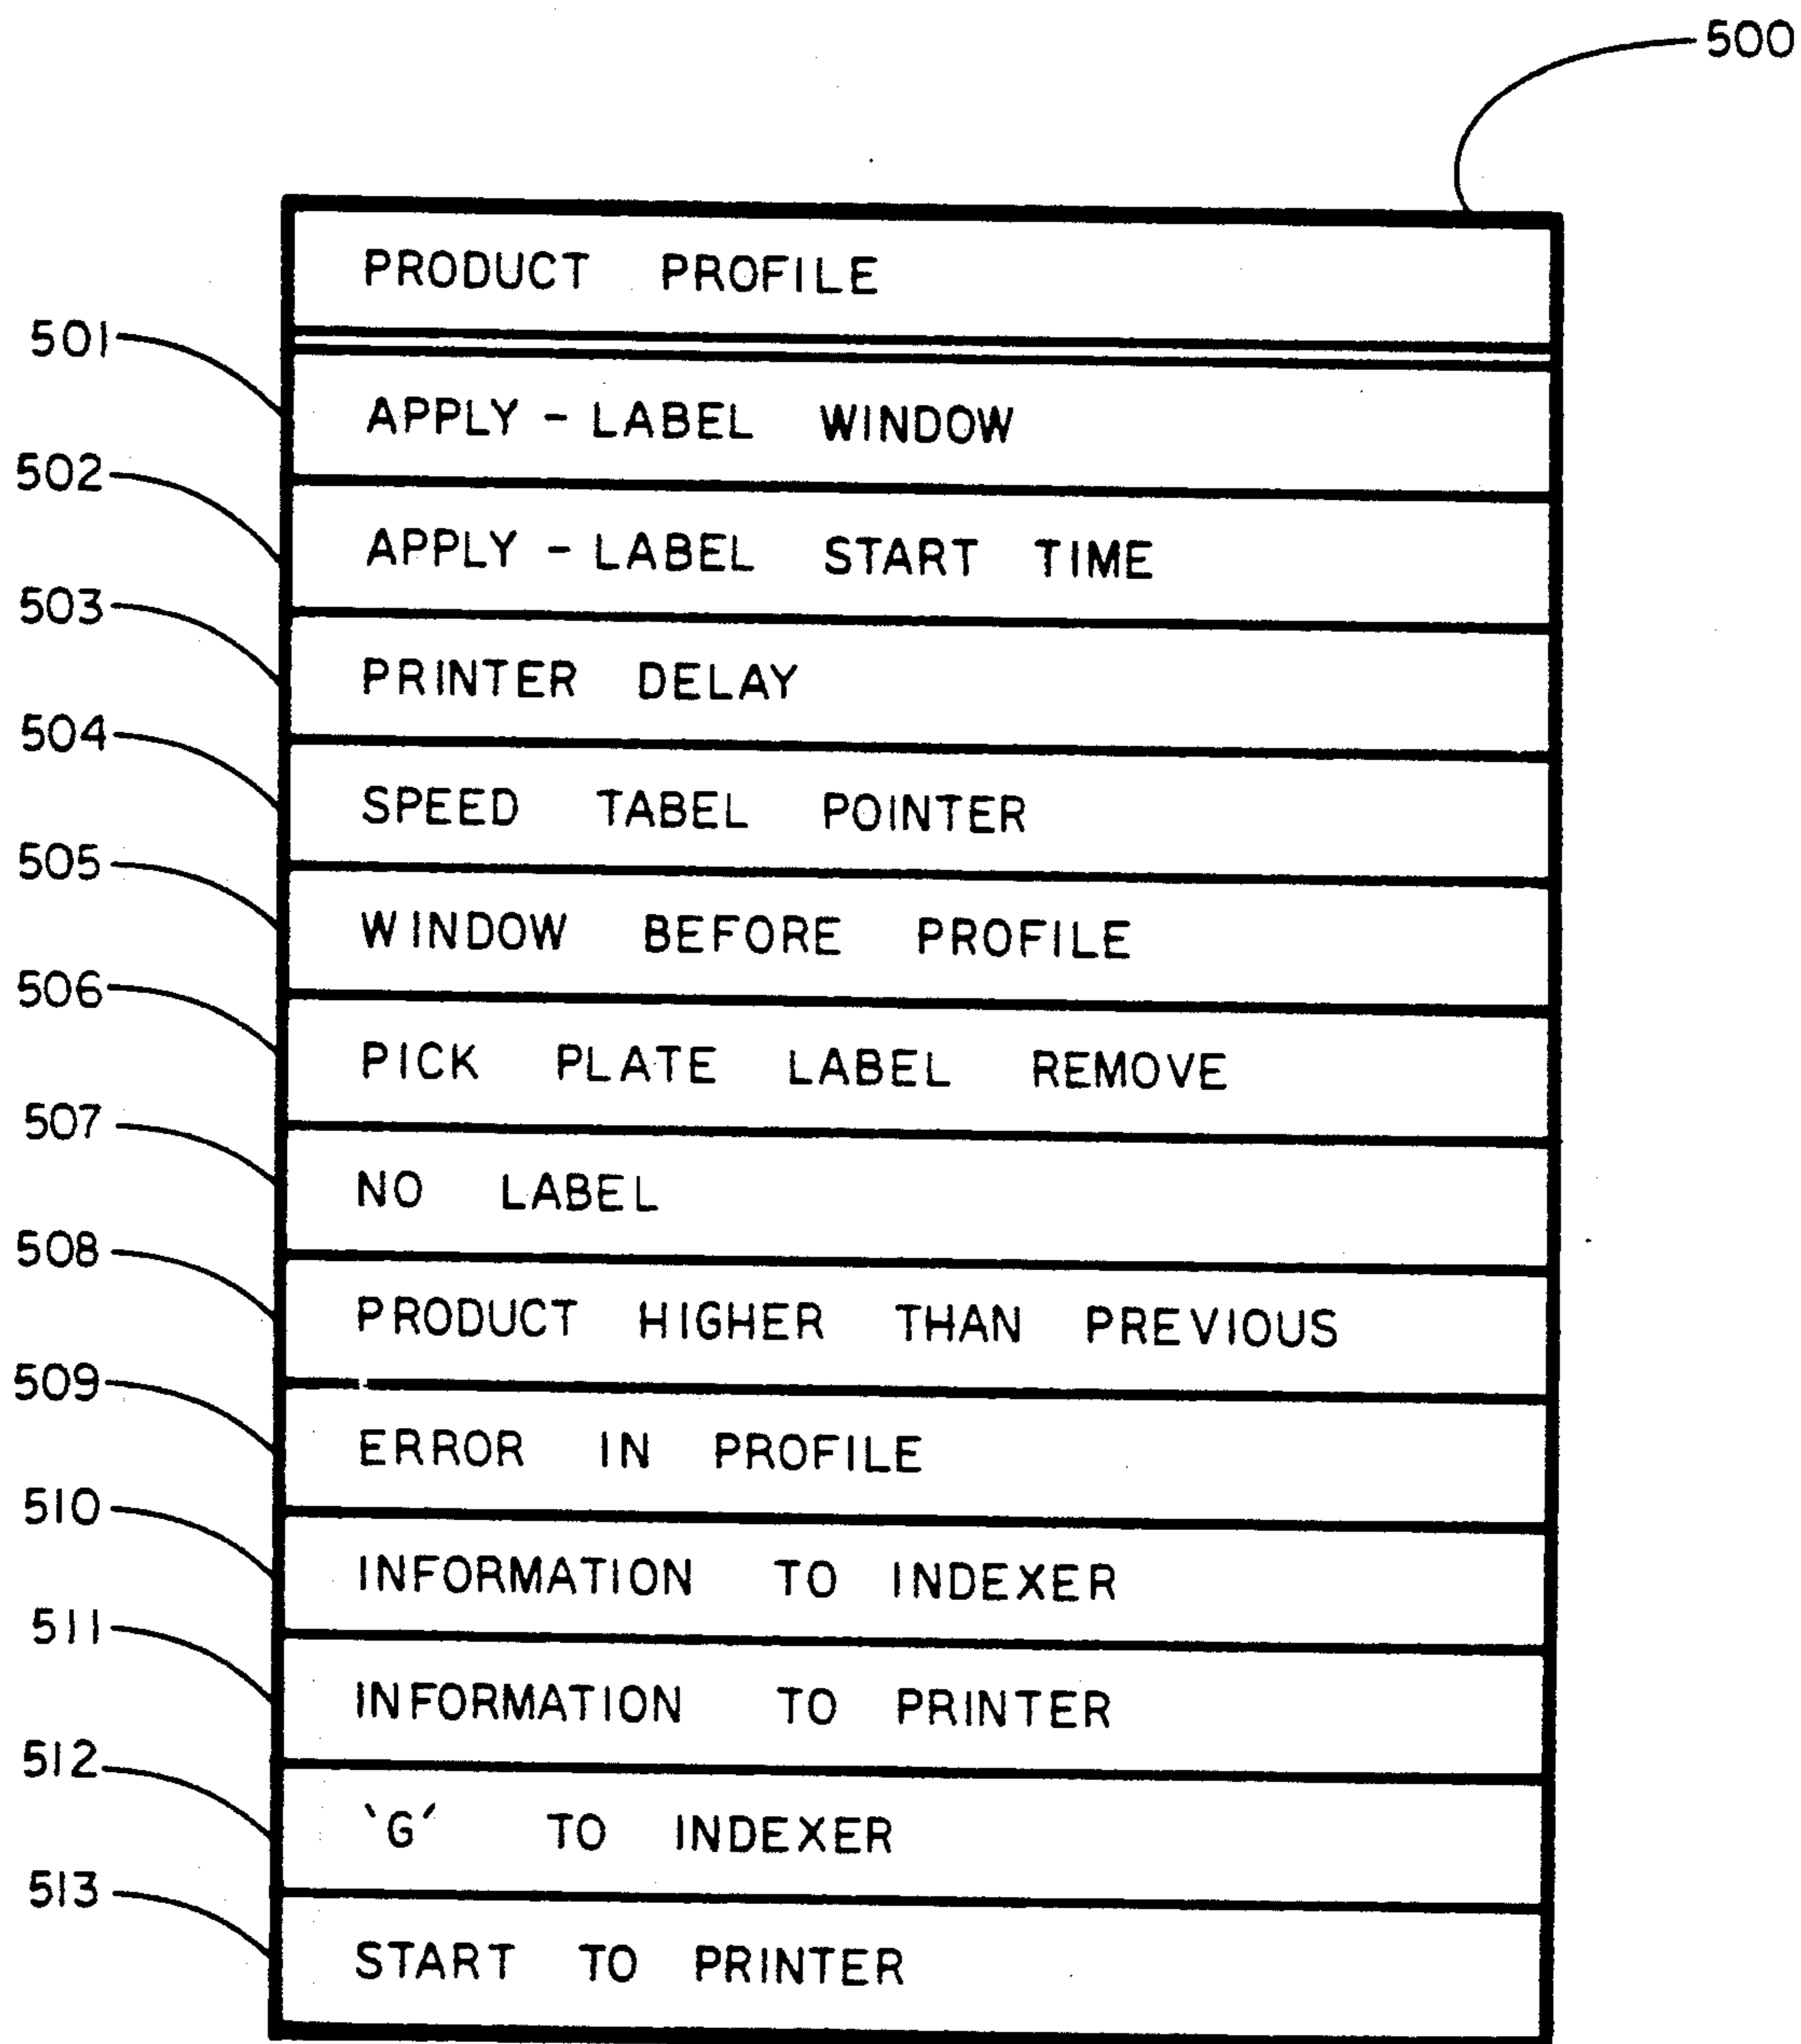 500
PRODUCT PROFILE
501
APPLY - LABEL WINDOW
502
APPLY - LABEL START TIME
503
PRINTER DELAY
504
SPEED TABEL POINTER
505
WINDOW BEFORE PROFILE
506
PICK PLATE LABEL REMOVE
507
NO LABEL
508
PRODUCT HIGHER THAN PREVIOUS
509
ERROR IN PROFILE
510
INFORMATION TO INDEXER
511
INFORMATION TO PRINTER
512
‵G′ TO INDEXER
513
START TO PRINTER